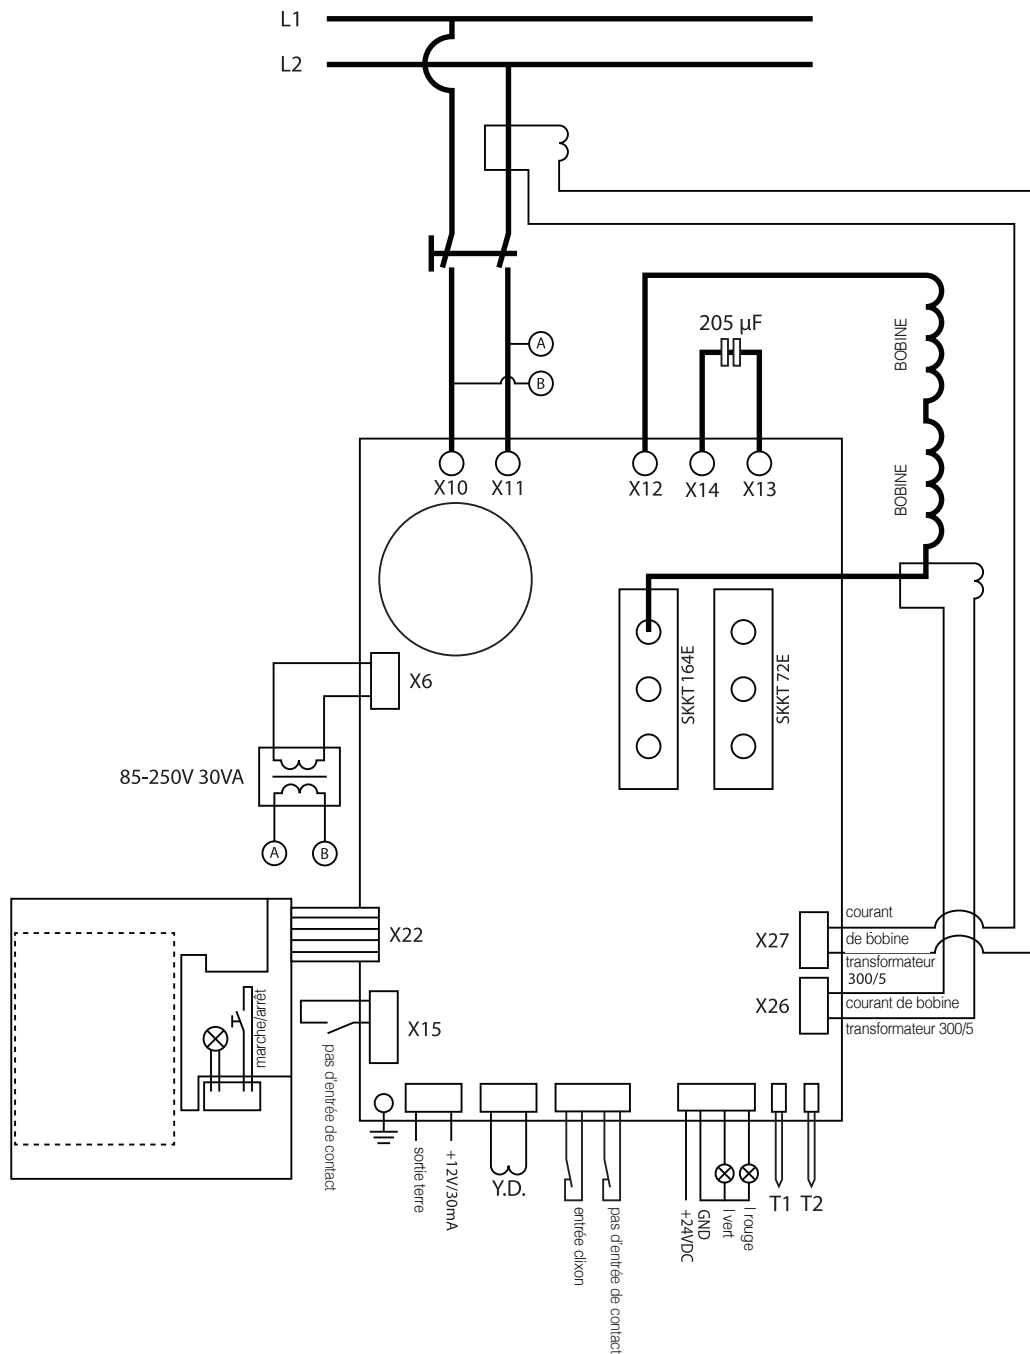 L1
L2
A
B
205 µF
BOBINE
BOBINE
X10
X11
X12
X14
X13
SKKT 164E
SKKT 72E
X6
85-250V 30VA
A
B
X22
X27
courant
de bobine
transformateur
300/5
X26
courant de bobine
transformateur 300/5
X15
marche/arrêt
pas d'entrée de contact
sortie terre
+12V/30mA
Y.D.
entrée clixon
pas d'entrée de contact
+24VDC
GND
I vert
I rouge
T1
T2